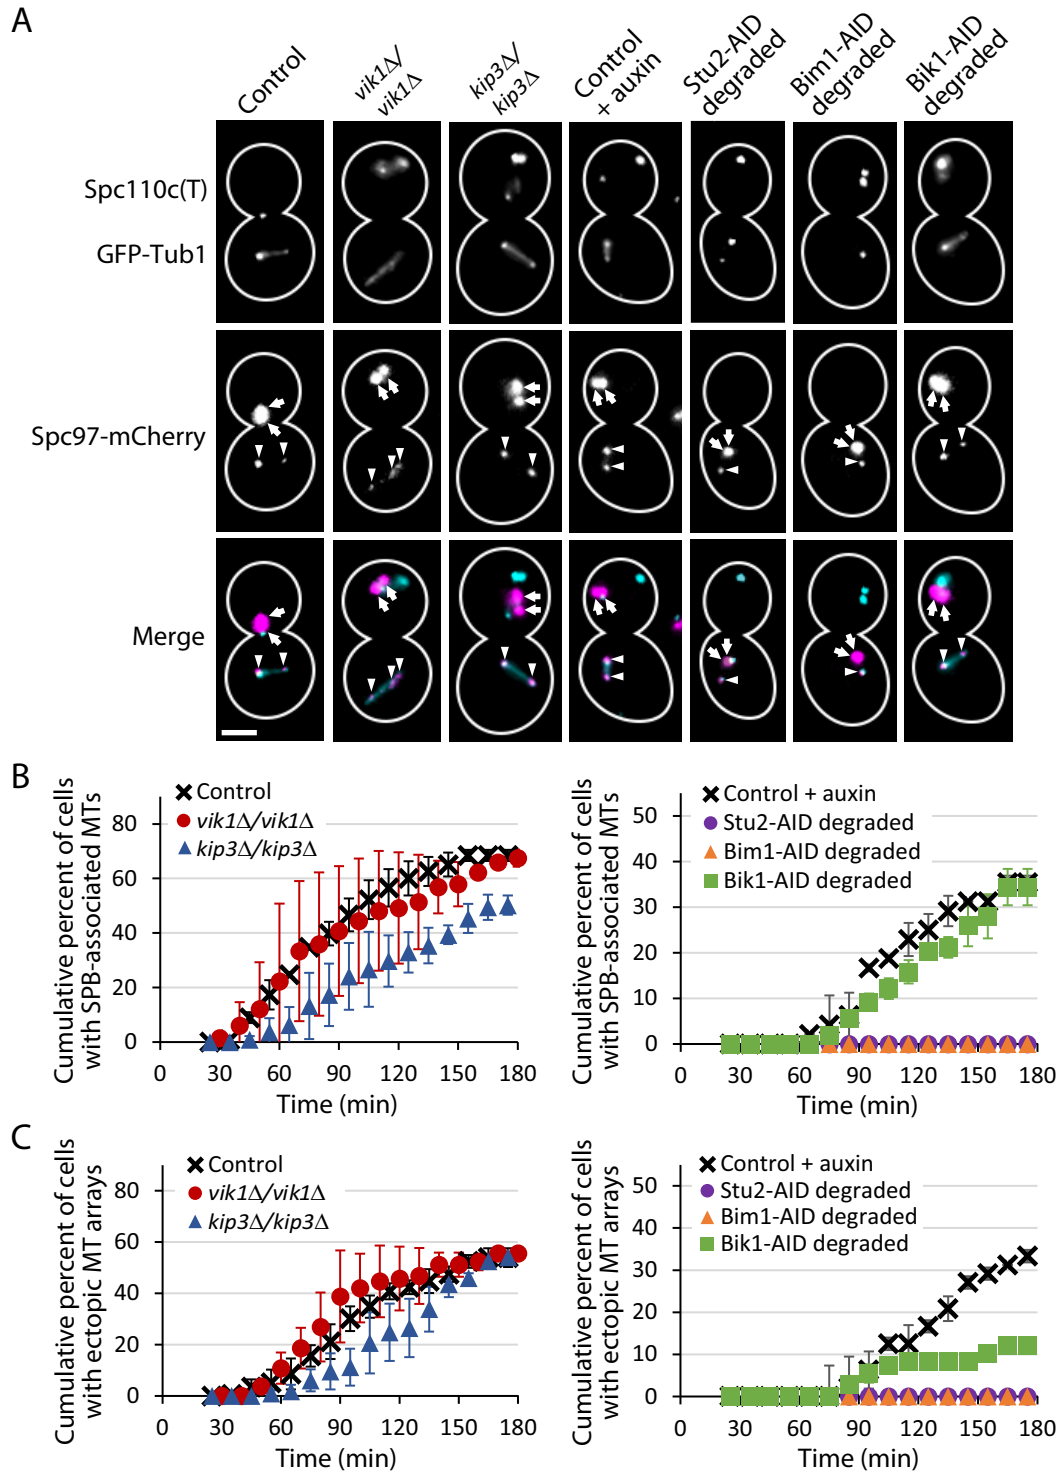 A
Control
vik1Δ/
vik1Δ
kip3Δ/
kip3Δ
Control
+ auxin
Stu2-AID
degraded
Bim1-AID
degraded
Bik1-AID
degraded
Spc110c(T)
GFP-Tub1
Spc97-mCherry
Merge
B
Cumulative percent of cells
with SPB-associated MTs
80
60
40
20
0
Control
vik1Δ/vik1Δ
kip3Δ/kip3Δ
0 30 60 90 120 150 180
Time (min)
Cumulative percent of cells
with SPB-associated MTs
50
40
30
20
10
0
Control + auxin
Stu2-AID degraded
Bim1-AID degraded
Bik1-AID degraded
0 30 60 90 120 150 180
Time (min)
C
Cumulative percent of cells
with ectopic MT arrays
80
60
40
20
0
Control
vik1Δ/vik1Δ
kip3Δ/kip3Δ
0 30 60 90 120 150 180
Time (min)
Cumulative percent of cells
with ectopic MT arrays
50
40
30
20
10
0
Control + auxin
Stu2-AID degraded
Bim1-AID degraded
Bik1-AID degraded
0 30 60 90 120 150 180
Time (min)